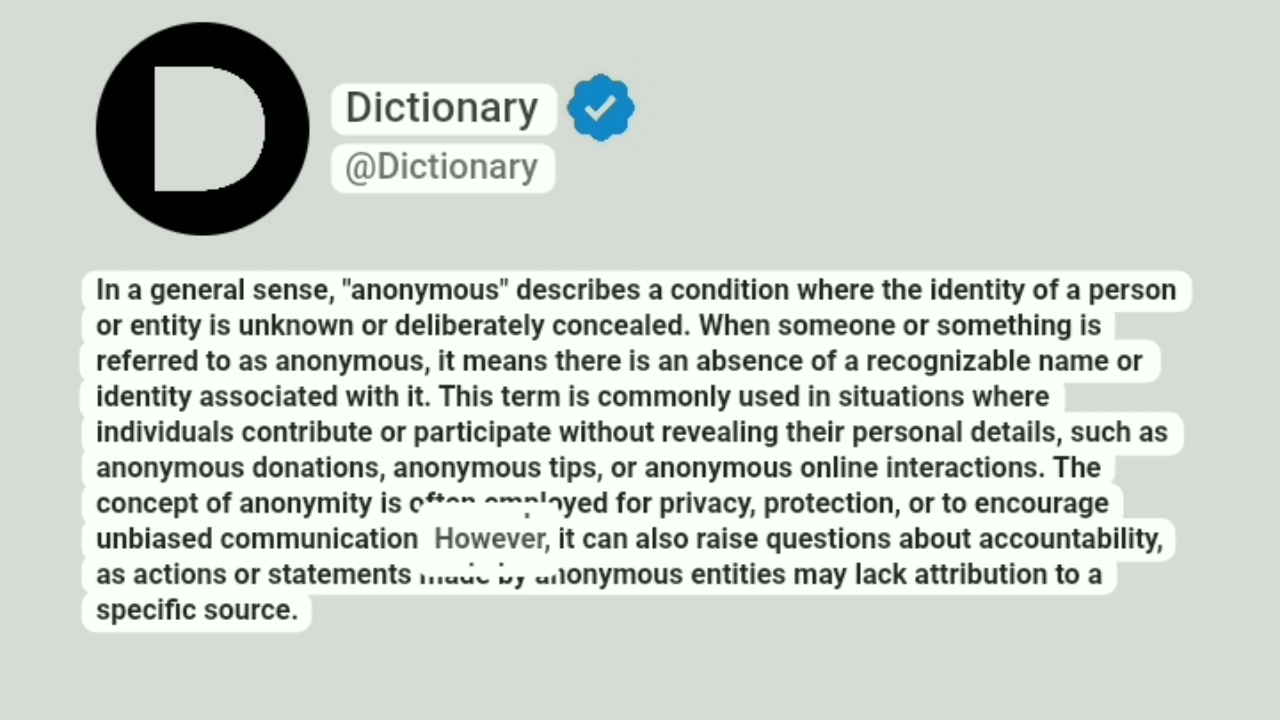 D
Dictionary
@Dictionary
In a general sense, "anonymous" describes a condition where the identity of a person
or entity is unknown or deliberately concealed. When someone or something is
referred to as anonymous, it means there is an absence of a recognizable name or
identity associated with it. This term is commonly used in situations where
individuals contribute or participate without revealing their personal details, such as
anonymous donations, anonymous tips, or anonymous online interactions. The
concept of anonymity is often employed for privacy, protection, or to encourage
unbiased communication However, it can also raise questions about accountability,
as actions or statements made by anonymous entities may lack attribution to a
specific source.